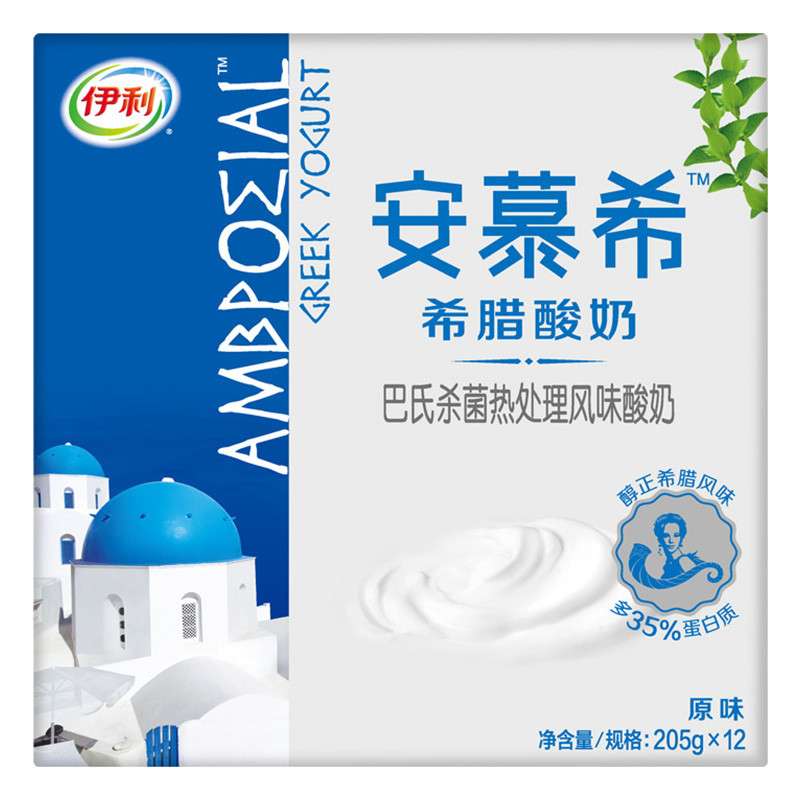 伊利
®
AMBPOΣIAL™
GREEK YOGURT
安慕希™
希腊酸奶
巴氏杀菌热处理风味酸奶
醇正希腊风味
多35%蛋白质
原味
净含量/规格:205g×12